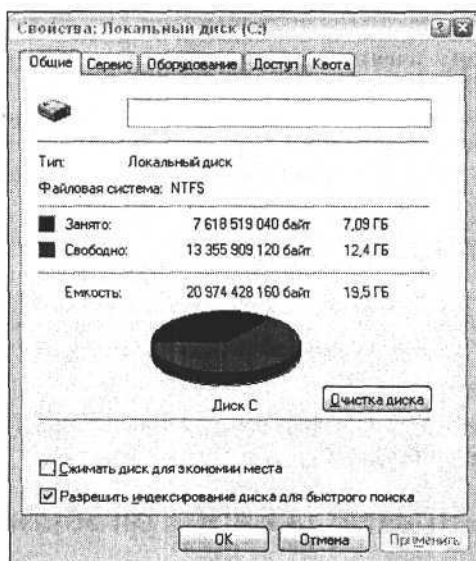 Свойства: Локальный диск (C:)
Общие Сервис Оборудование Доступ Квота
Тип: Локальный диск
Файловая система: NTFS
Занято: 7 618 519 040 байт 7,09 ГБ
Свободно: 13 355 909 120 байт 12,4 ГБ
Емкость: 20 974 428 160 байт 19,5 ГБ
Диск C
Очистка диска
Сжимать диск для экономии места
Разрешить индексирование диска для быстрого поиска
OK Отмена Применить